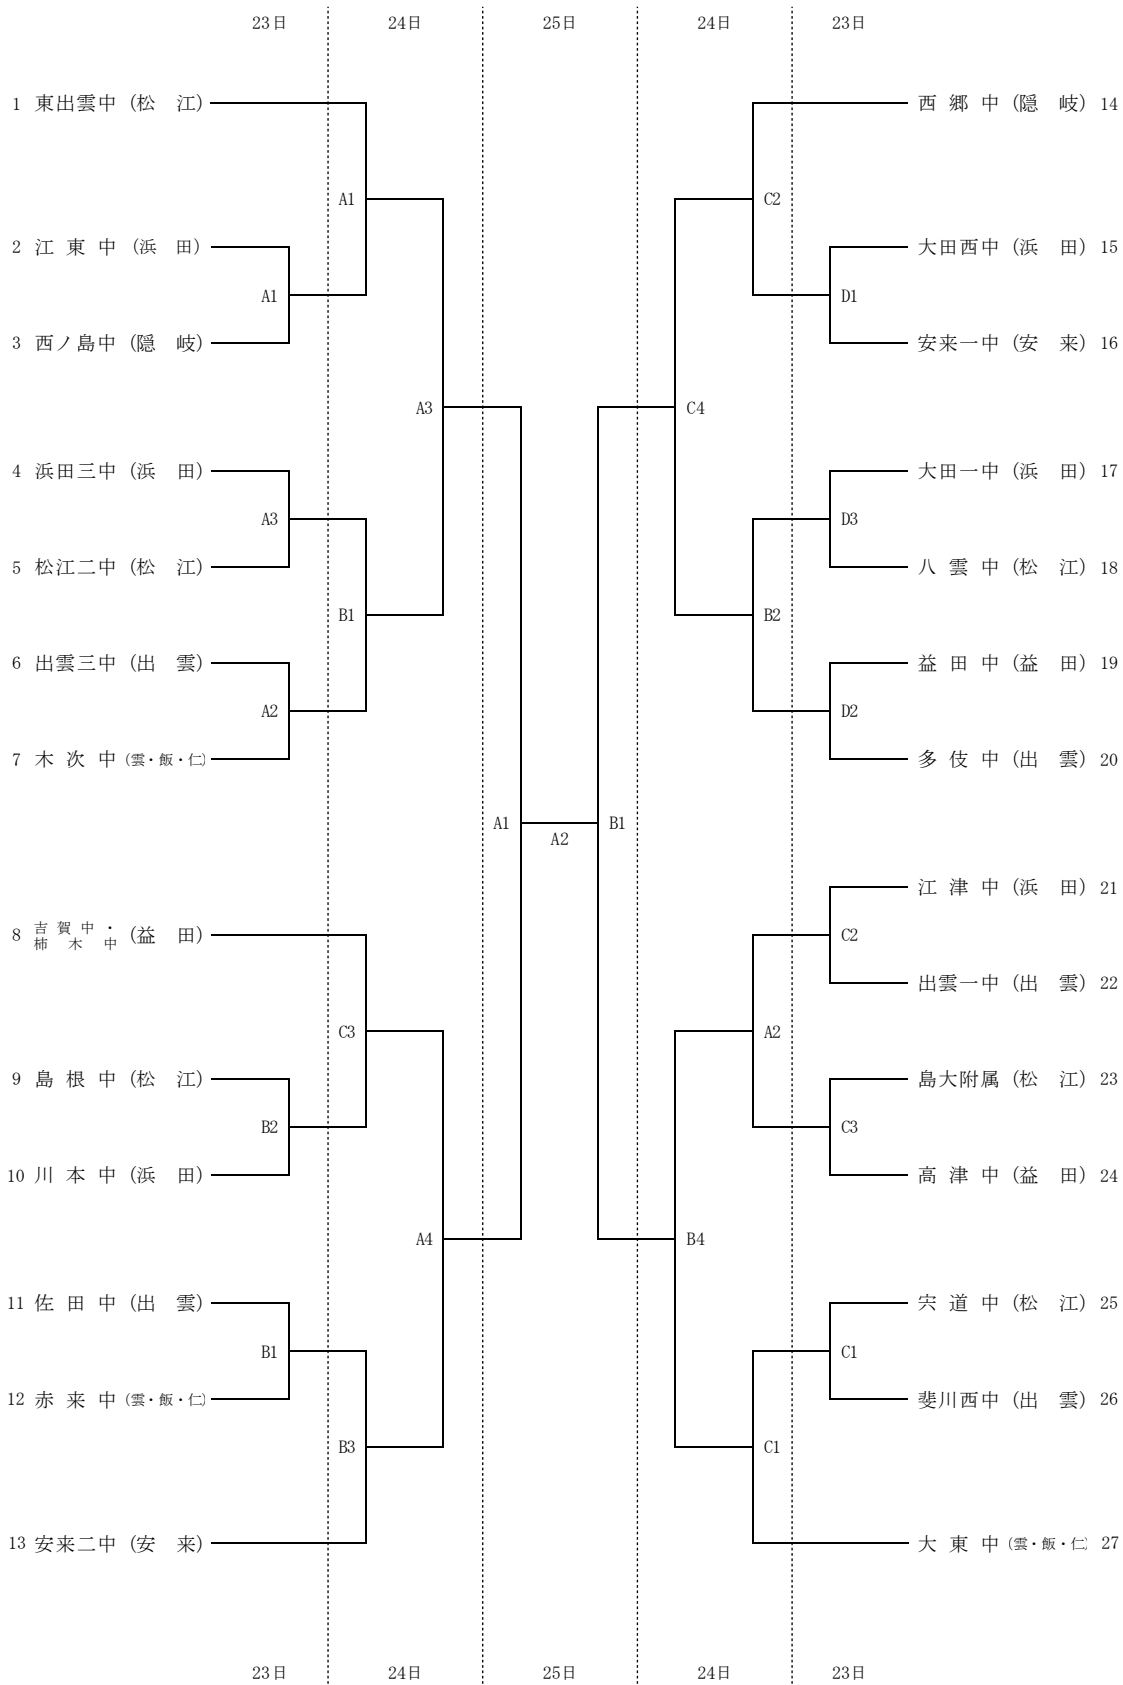 23日 24日 25日 24日 23日
1 東出雲中 (松 江)
西 郷 中 (隠 岐) 14
A1 C2
2 江 東 中 (浜 田)
大田西中 (浜 田) 15
A1 D1
3 西ノ島中 (隠 岐)
安来一中 (安 来) 16
A3 C4
4 浜田三中 (浜 田)
大田一中 (浜 田) 17
A3 D3
5 松江二中 (松 江)
八 雲 中 (松 江) 18
B1 B2
6 出雲三中 (出 雲)
益 田 中 (益 田) 19
A2 D2
7 木 次 中 (雲・飯・仁)
多 伎 中 (出 雲) 20
A1 A2 B1
江 津 中 (浜 田) 21
8 吉 賀 中 ・
柿 木 中 (益 田)
C2
出雲一中 (出 雲) 22
C3 A2
9 島 根 中 (松 江)
島大附属 (松 江) 23
B2 C3
10 川 本 中 (浜 田)
高 津 中 (益 田) 24
A4 B4
11 佐 田 中 (出 雲)
宍 道 中 (松 江) 25
B1 C1
12 赤 来 中 (雲・飯・仁)
斐川西中 (出 雲) 26
B3 C1
13 安来二中 (安 来)
大 東 中 (雲・飯・仁) 27
23日 24日 25日 24日 23日